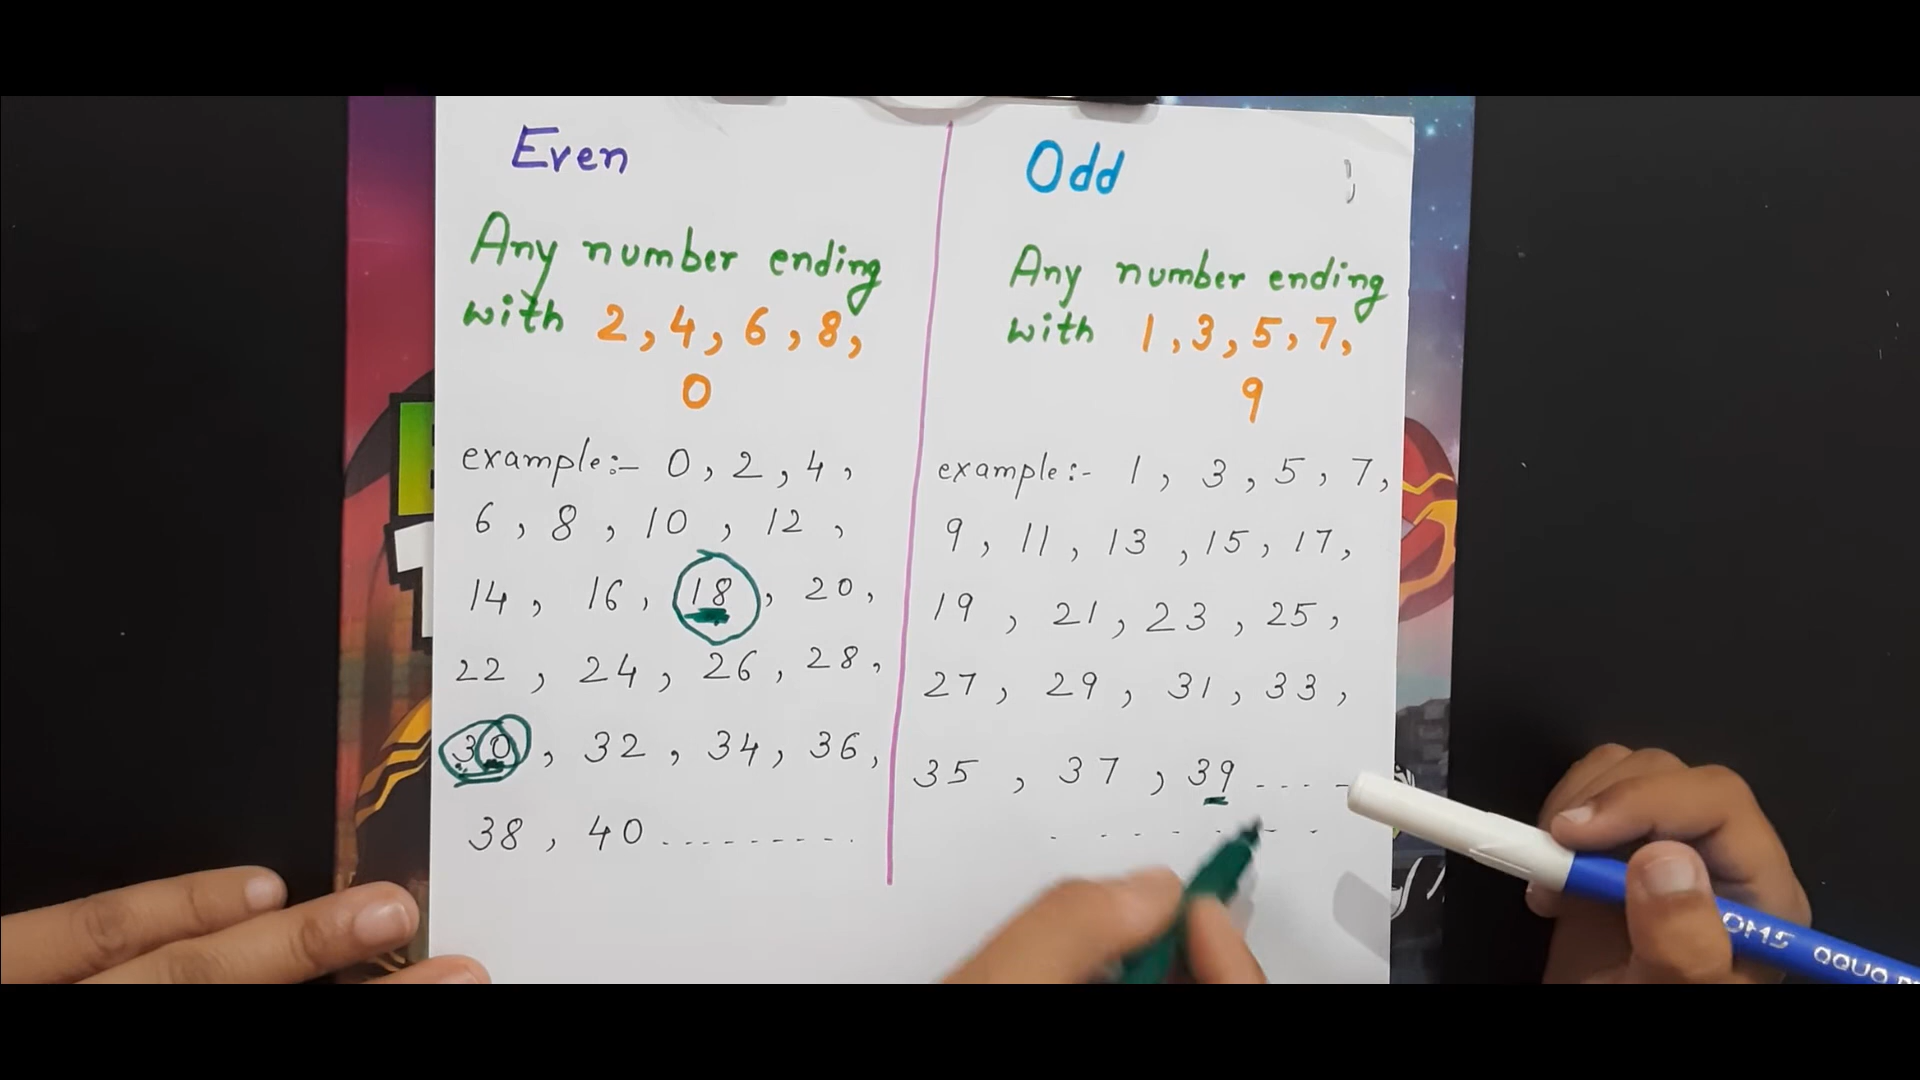 Even
Any number ending
with 2, 4, 6, 8,
0
example:- 0, 2, 4,
6, 8, 10, 12,
14, 16, 18, 20,
22, 24, 26, 28,
30, 32, 34, 36,
38, 40 .........
Odd
Any number ending
with 1, 3, 5, 7,
9
example:- 1, 3, 5, 7,
9, 11, 13, 15, 17,
19, 21, 23, 25,
27, 29, 31, 33,
35, 37, 39 ....
.......
OMS aqua